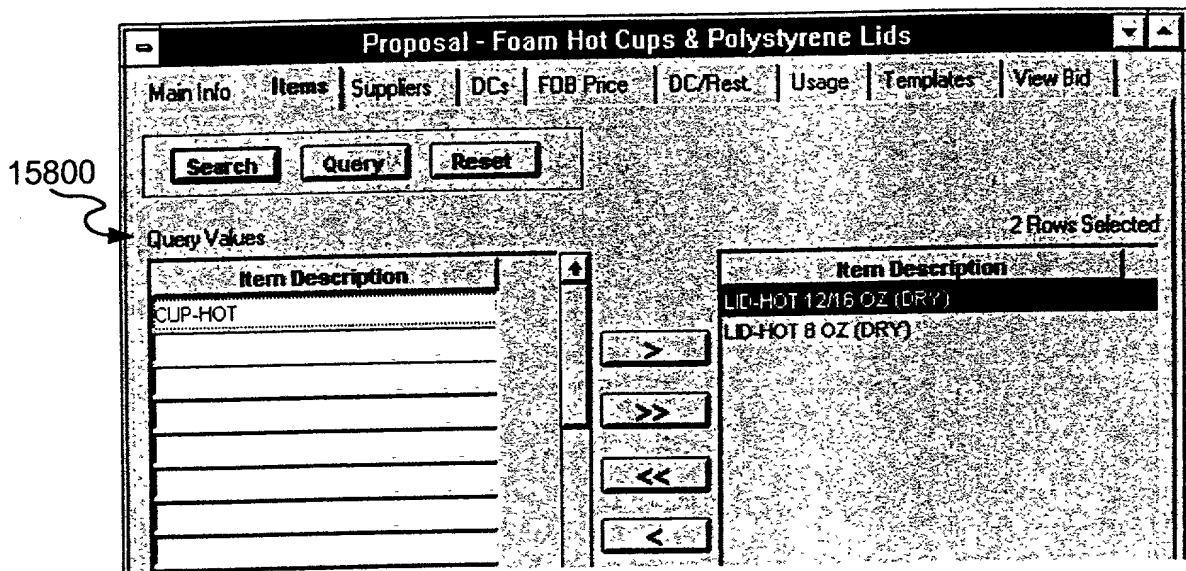 Proposal - Foam Hot Cups & Polystyrene Lids
Main Info Items Suppliers DCs FOB Price DC/Rest. Usage Templates View Bid
Search Query Reset
15800
Query Values
2 Rows Selected
Item Description
CUP-HOT
>
>>
<<
<
Item Description
LID-HOT 12/16 OZ (DRY)
LID-HOT 8 OZ (DRY)